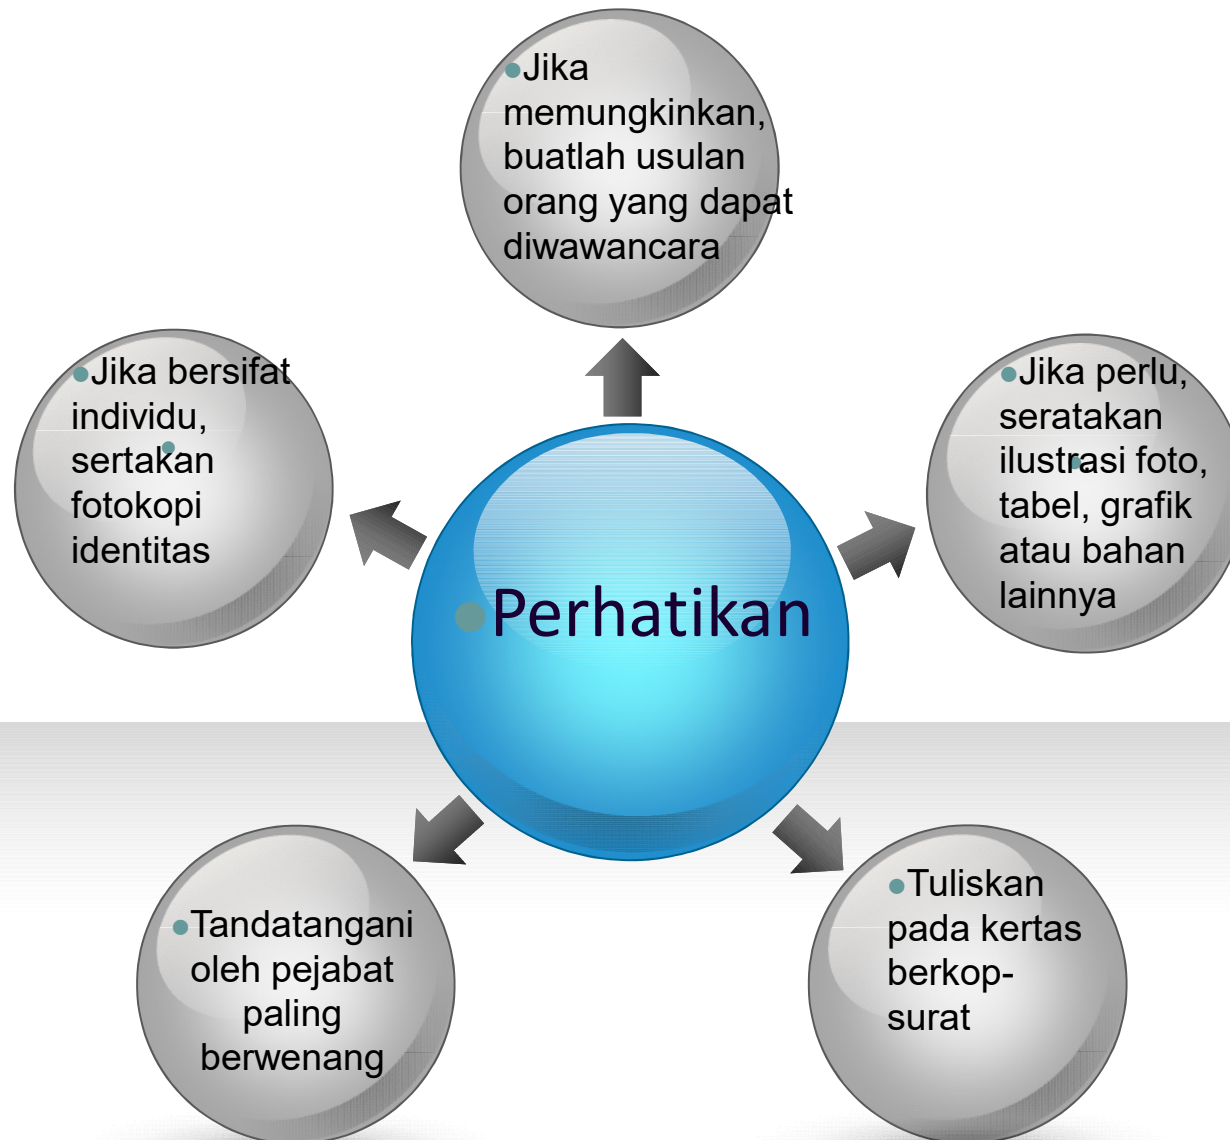 •Jika
memungkinkan,
buatlah usulan
orang yang dapat
diwawancara
•Jika bersifat
individu,
sertakan
fotokopi
identitas
•Jika perlu,
seratakan
ilustrasi foto,
tabel, grafik
atau bahan
lainnya
•Perhatikan
•Tandatangani
oleh pejabat
paling
berwenang
•Tuliskan
pada kertas
berkop-
surat